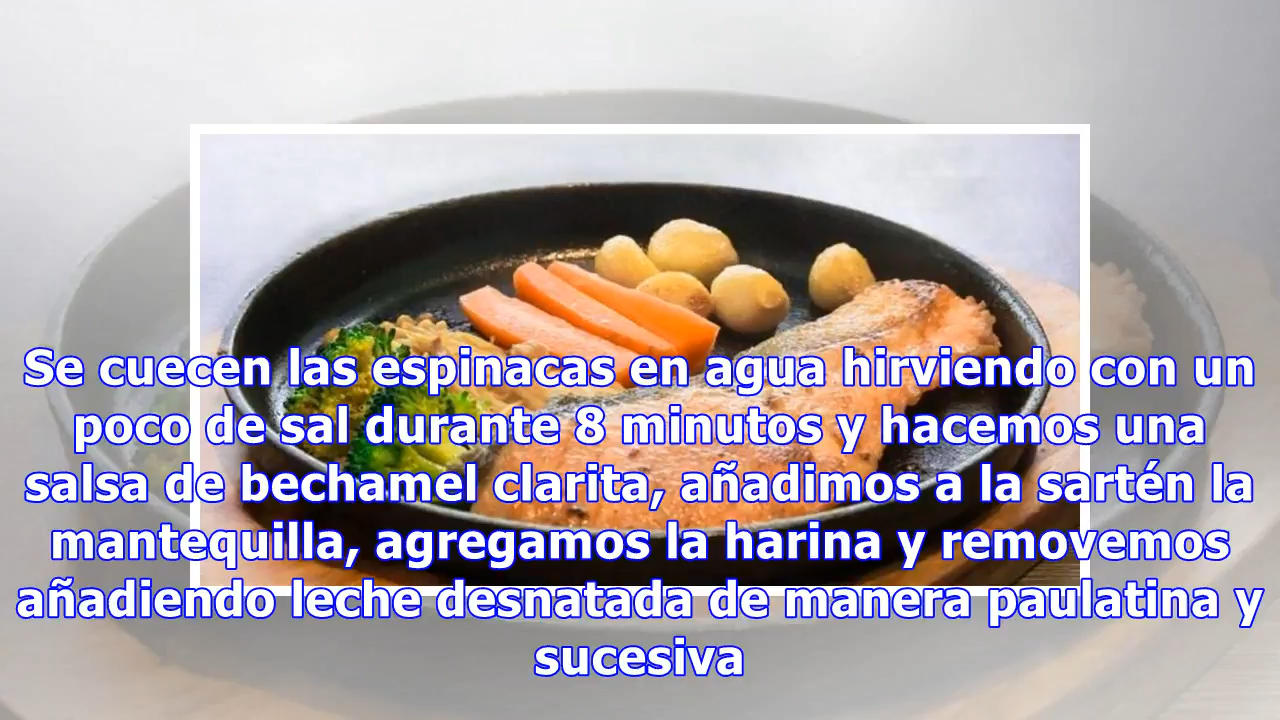 Se cuecen las espinacas en agua hirviendo con un
poco de sal durante 8 minutos y hacemos una
salsa de bechamel clarita, añadimos a la sartén la
mantequilla, agregamos la harina y removemos
añadiendo leche desnatada de manera paulatina y
sucesiva